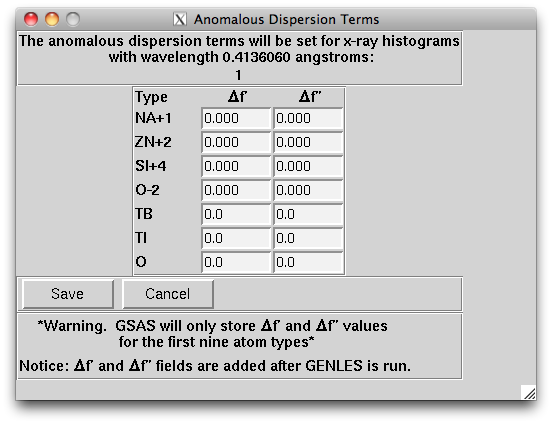 Anomalous Dispersion Terms
The anomalous dispersion terms will be set for x-ray histograms
with wavelength 0.4136060 angstroms:
1
Type Δf' Δf''
NA+1 0.000 0.000
ZN+2 0.000 0.000
SI+4 0.000 0.000
O-2 0.000 0.000
TB 0.0 0.0
TI 0.0 0.0
O 0.0 0.0
Save Cancel
*Warning. GSAS will only store Δf' and Δf'' values
for the first nine atom types*
Notice: Δf' and Δf'' fields are added after GENLES is run.